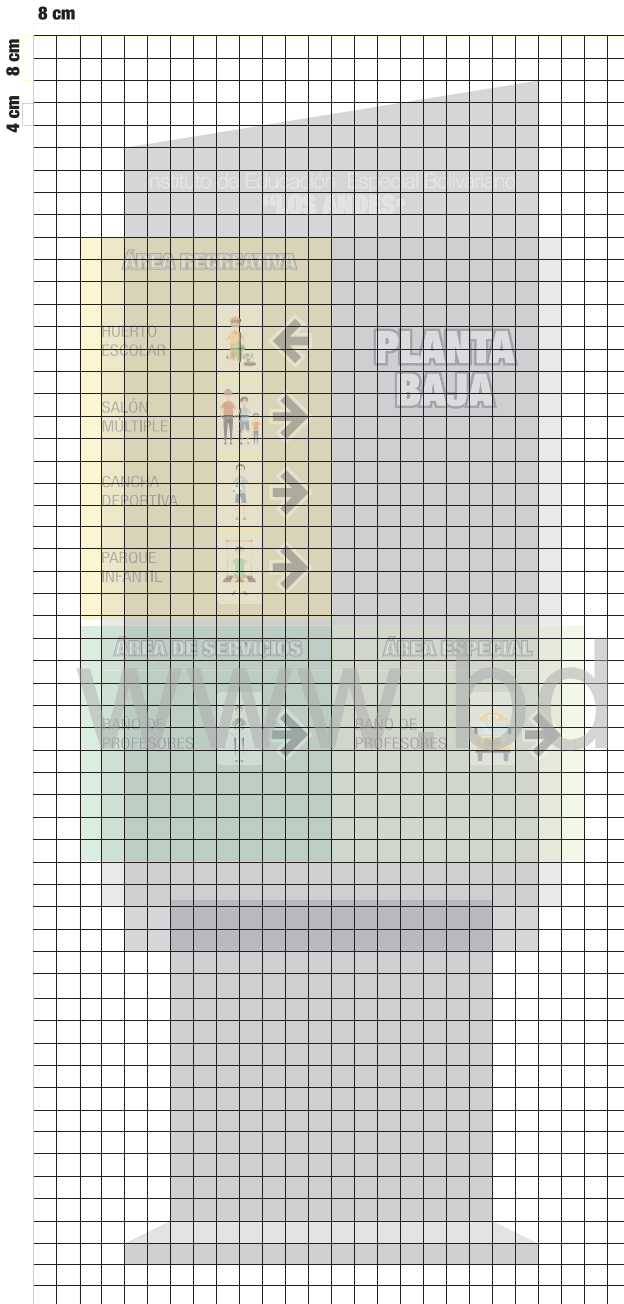 8 cm
8 cm
4 cm
Instituto de Educación Especial Bolivariano
"LOS ANDES"
ÁREA RECREATIVA
HUERTO
ESCOLAR
PLANTA
BAJA
SALÓN
MÚLTIPLE
CANCHA
DEPORTIVA
PARQUE
INFANTIL
ÁREA DE SERVICIOS
ÁREA ESPECIAL
www.bd
BAÑO DE
PROFESORES
BAÑO DE
PROFESORES